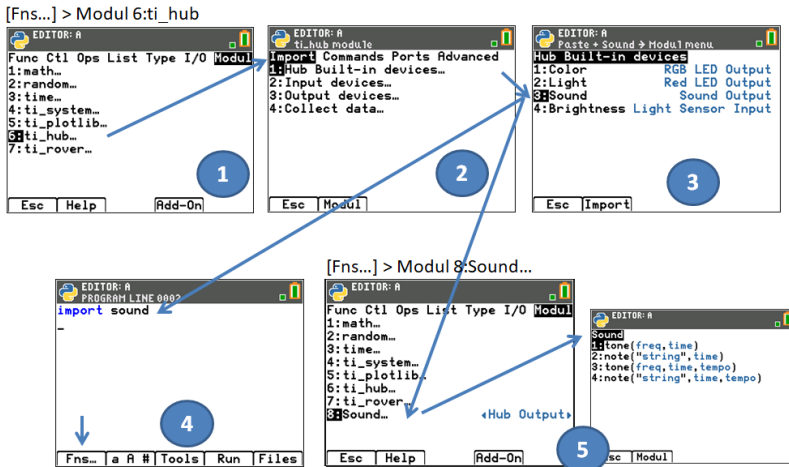 [Fns...] > Modul 6:ti_hub
EDITOR: A
Func Ctl Ops List Type I/O Modul
1:math…
2:random…
3:time…
4:ti_system…
5:ti_plotlib…
6:ti_hub…
7:ti_rover…
Esc Help Add-On
1
EDITOR: A
ti_hub module
Import Commands Ports Advanced
1:Hub Built-in devices…
2:Input devices…
3:Output devices…
4:Collect data…
Esc Modul
2
EDITOR: A
Paste + Sound → Modul menu
Hub Built-in devices
1:Color RGB LED Output
2:Light Red LED Output
3:Sound Sound Output
4:Brightness Light Sensor Input
Esc Import
3
EDITOR: A
PROGRAM LINE 0002
import sound
_
Fns… a A # Tools Run Files
4
[Fns...] > Modul 8:Sound...
EDITOR: A
Func Ctl Ops List Type I/O Modul
1:math…
2:random…
3:time…
4:ti_system…
5:ti_plotlib…
6:ti_hub…
7:ti_rover…
8:Sound… ◂Hub Output▸
Esc Help Add-On
5
EDITOR: A
Sound
1:tone(freq,time)
2:note("string",time)
3:tone(freq,time,tempo)
4:note("string",time,tempo)
Modul